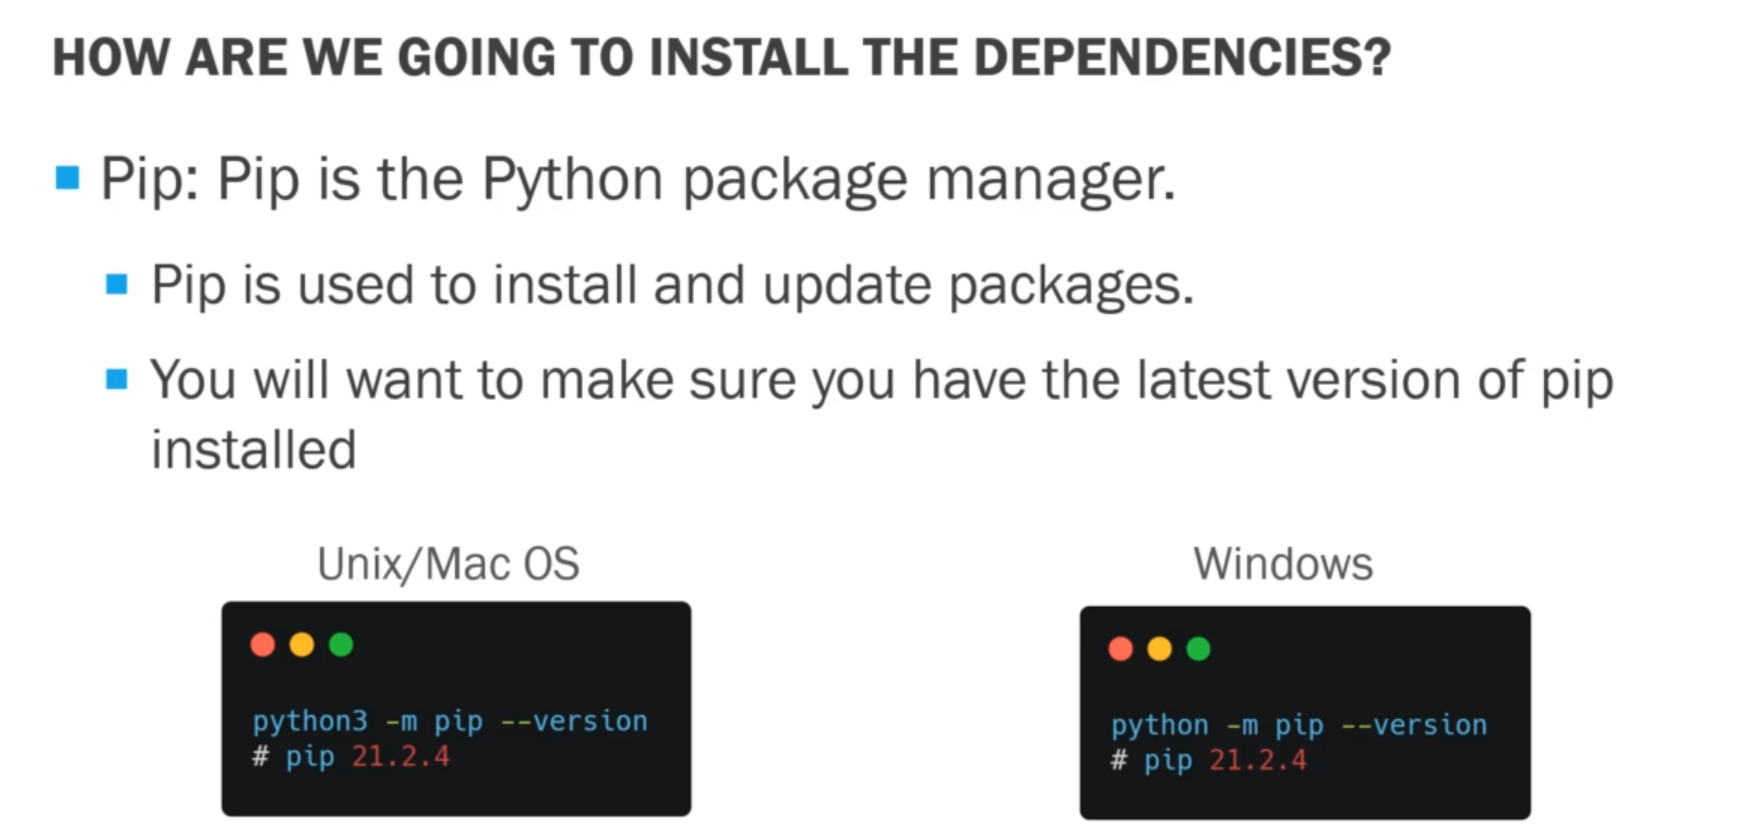 HOW ARE WE GOING TO INSTALL THE DEPENDENCIES?
Pip: Pip is the Python package manager.
Pip is used to install and update packages.
You will want to make sure you have the latest version of pip
installed
Unix/Mac OS
python3 -m pip --version
# pip 21.2.4
Windows
python -m pip --version
# pip 21.2.4